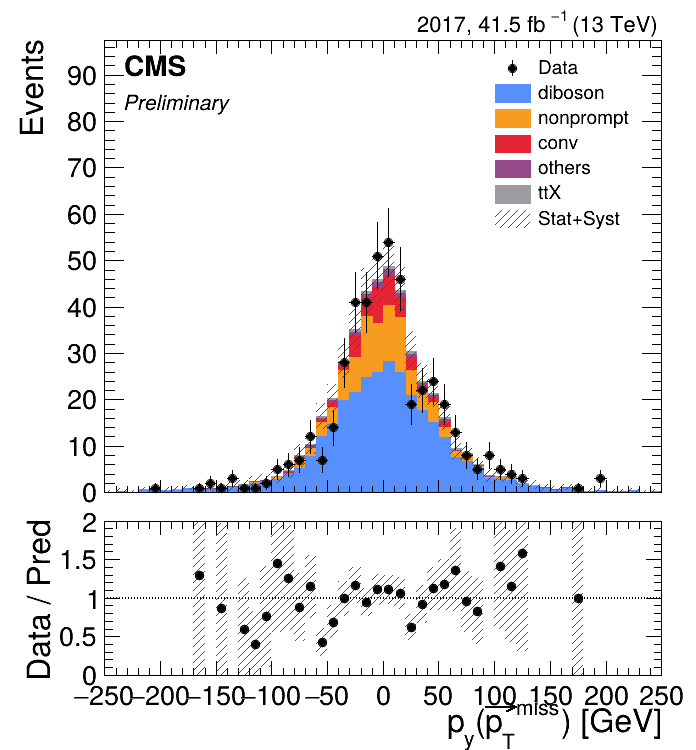 2017, 41.5 fb⁻¹ (13 TeV)
CMS
Preliminary
Data
diboson
nonprompt
conv
others
ttX
Stat+Syst
Events
90
80
70
60
50
40
30
20
10
0
Data / Pred
2
1.5
1
0.5
0
−250 −200 −150 −100 −50 0 50 100 150 200 250
p_y(p⃗_T^miss) [GeV]